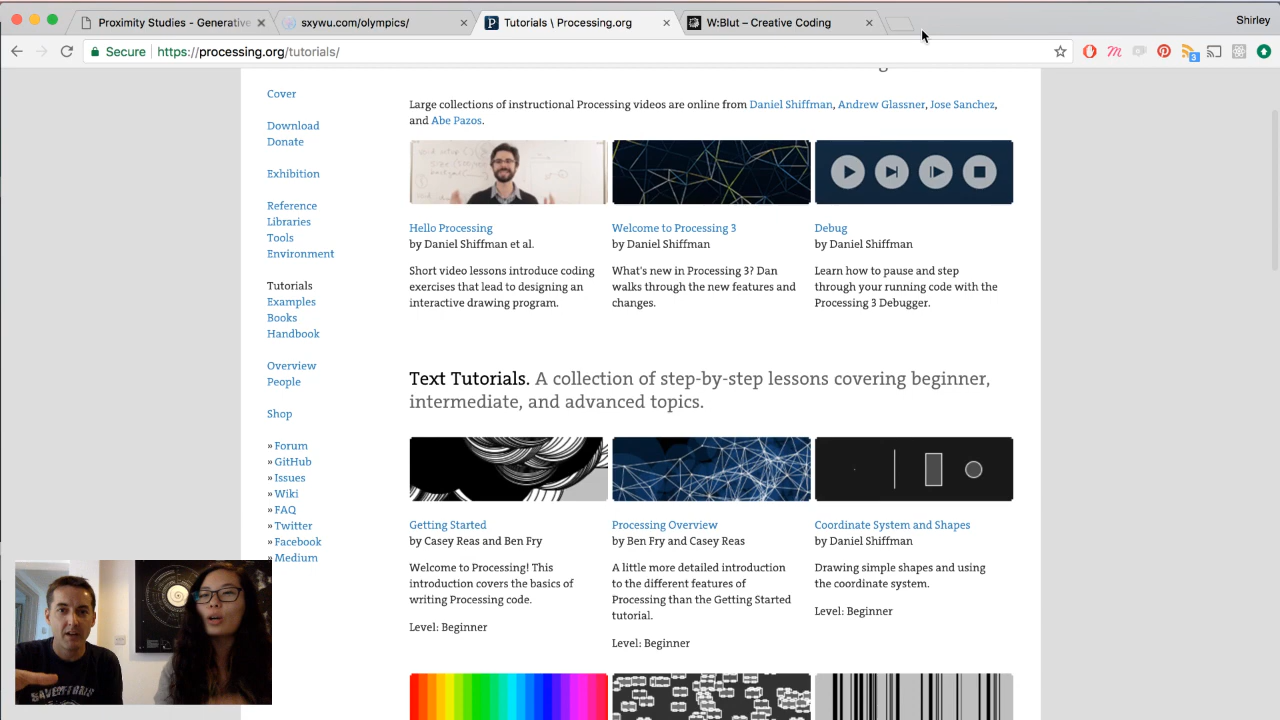 Proximity Studies - Generative
sxywu.com/olympics/
Tutorials \ Processing.org
W:Blut – Creative Coding
Shirley
Secure
https://processing.org/tutorials/
3
Cover
Download
Donate
Exhibition
Reference
Libraries
Tools
Environment
Tutorials
Examples
Books
Handbook
Overview
People
Shop
» Forum
» GitHub
» Issues
» Wiki
» FAQ
» Twitter
» Facebook
» Medium
Large collections of instructional Processing videos are online from Daniel Shiffman, Andrew Glassner, Jose Sanchez,
and Abe Pazos.
Hello Processing
by Daniel Shiffman et al.
Short video lessons introduce coding
exercises that lead to designing an
interactive drawing program.
Welcome to Processing 3
by Daniel Shiffman
What's new in Processing 3? Dan
walks through the new features and
changes.
Debug
by Daniel Shiffman
Learn how to pause and step
through your running code with the
Processing 3 Debugger.
Text Tutorials. A collection of step-by-step lessons covering beginner,
intermediate, and advanced topics.
Getting Started
by Casey Reas and Ben Fry
Welcome to Processing! This
introduction covers the basics of
writing Processing code.
Level: Beginner
Processing Overview
by Ben Fry and Casey Reas
A little more detailed introduction
to the different features of
Processing than the Getting Started
tutorial.
Level: Beginner
Coordinate System and Shapes
by Daniel Shiffman
Drawing simple shapes and using
the coordinate system.
Level: Beginner